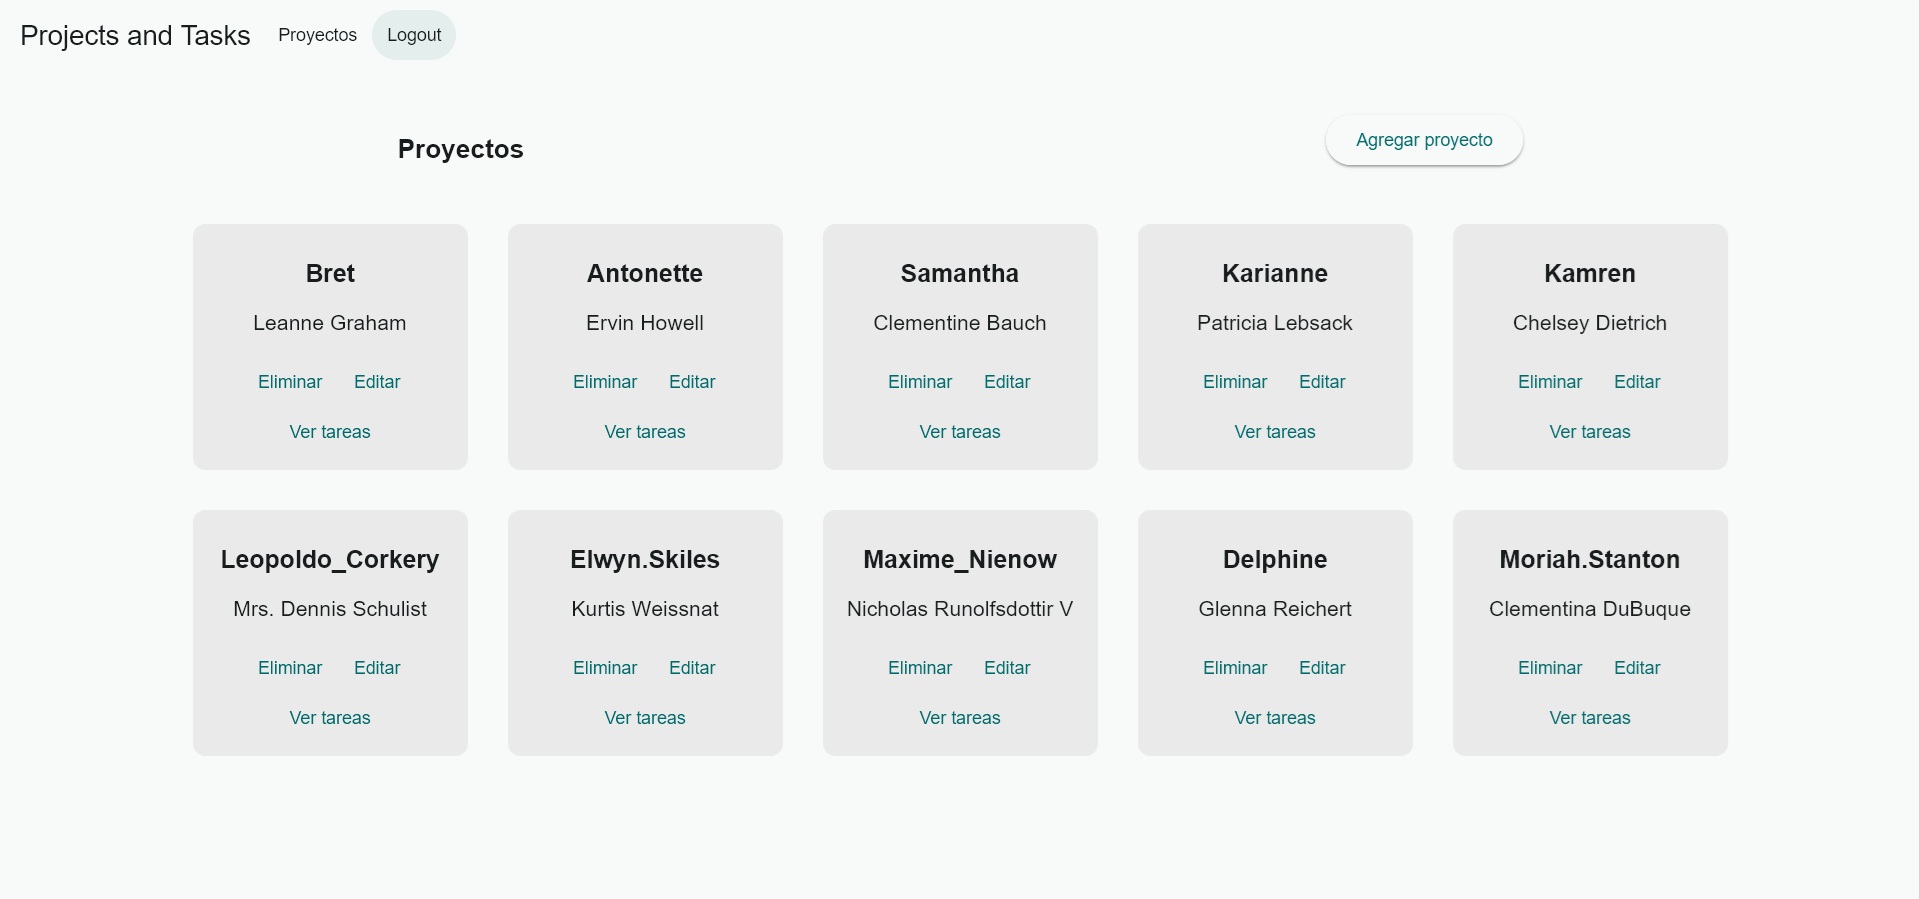 Projects and Tasks Proyectos Logout
Proyectos Agregar proyecto
Bret Antonette Samantha Karianne Kamren
Leanne Graham Ervin Howell Clementine Bauch Patricia Lebsack Chelsey Dietrich
Eliminar Editar Eliminar Editar Eliminar Editar Eliminar Editar Eliminar Editar
Ver tareas Ver tareas Ver tareas Ver tareas Ver tareas
Leopoldo_Corkery Elwyn.Skiles Maxime_Nienow Delphine Moriah.Stanton
Mrs. Dennis Schulist Kurtis Weissnat Nicholas Runolfsdottir V Glenna Reichert Clementina DuBuque
Eliminar Editar Eliminar Editar Eliminar Editar Eliminar Editar Eliminar Editar
Ver tareas Ver tareas Ver tareas Ver tareas Ver tareas